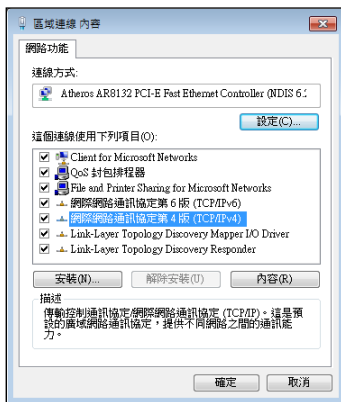 區域連線 內容
網路功能
連線方式:
Atheros AR8132 PCI-E Fast Ethernet Controller (NDIS 6.2
設定(C)...
這個連線使用下列項目(O):
Client for Microsoft Networks
QoS 封包排程器
File and Printer Sharing for Microsoft Networks
網際網路通訊協定第 6 版 (TCP/IPv6)
網際網路通訊協定第 4 版 (TCP/IPv4)
Link-Layer Topology Discovery Mapper I/O Driver
Link-Layer Topology Discovery Responder
安裝(N)... 解除安裝(U) 內容(R)
描述
傳輸控制通訊協定/網際網路通訊協定 (TCP/IP)。這是預
設的廣域網路通訊協定，提供不同網路之間的通訊能
力。
確定 取消